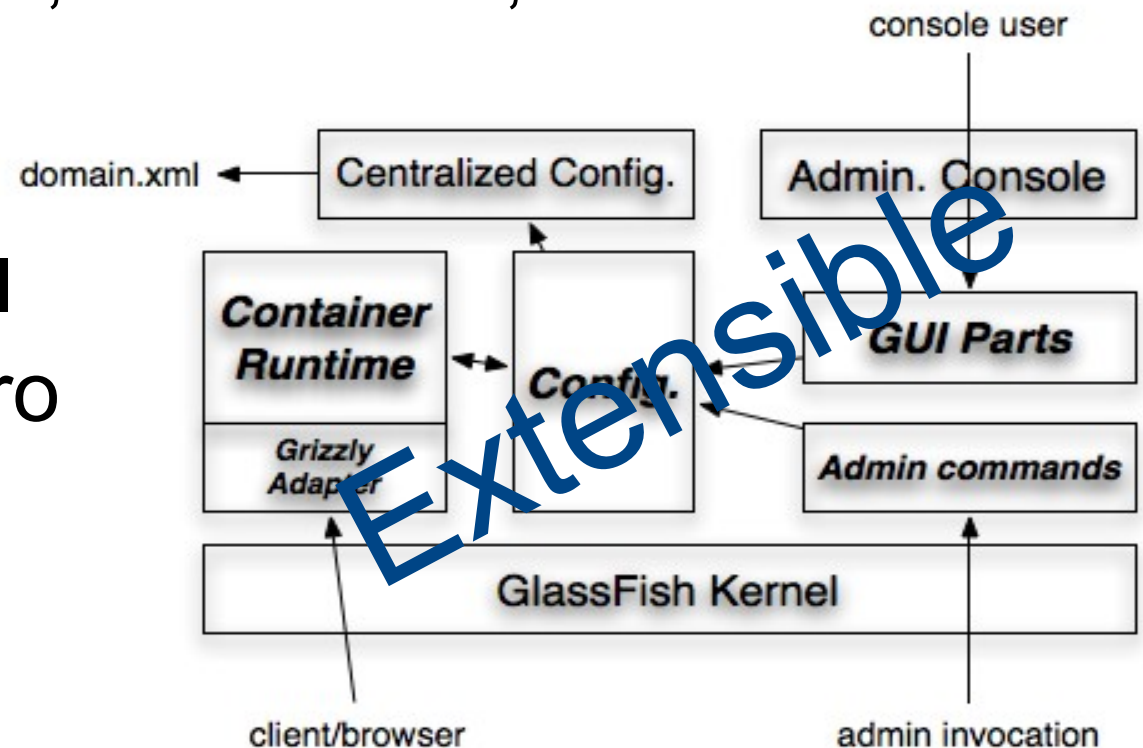 console user
domain.xml
Centralized Config.
Admin. Console
Container
Runtime
Config.
GUI Parts
Extensible
ro
Grizzly
Adapter
Admin commands
GlassFish Kernel
client/browser
admin invocation